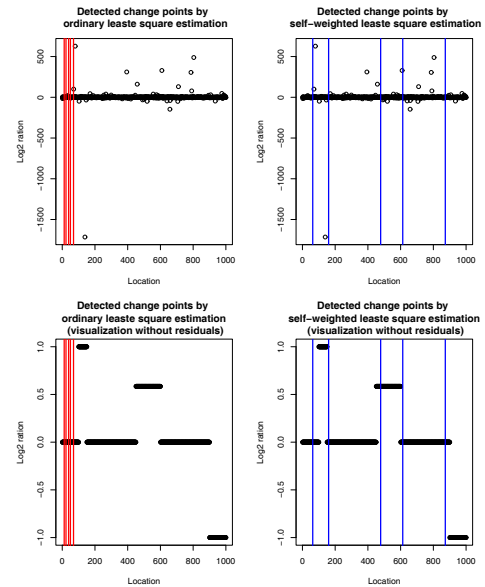 Detected change points by
ordinary leaste square estimation
Log2 ration
500
0
−500
−1000
−1500
0 200 400 600 800 1000
Location
Detected change points by
self−weighted leaste square estimation
Log2 ration
500
0
−500
−1000
−1500
0 200 400 600 800 1000
Location
Detected change points by
ordinary leaste square estimation
(visualization without residuals)
Log2 ration
1.0
0.5
0.0
−0.5
−1.0
0 200 400 600 800 1000
Location
Detected change points by
self−weighted leaste square estimation
(visualization without residuals)
Log2 ration
1.0
0.5
0.0
−0.5
−1.0
0 200 400 600 800 1000
Location